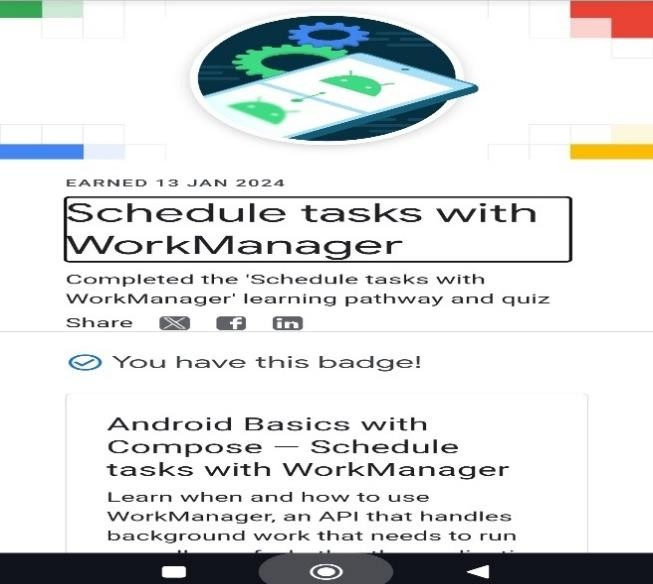 EARNED 13 JAN 2024
Schedule tasks with
WorkManager
Completed the 'Schedule tasks with
WorkManager' learning pathway and quiz
Share
You have this badge!
Android Basics with
Compose — Schedule
tasks with WorkManager
Learn when and how to use
WorkManager, an API that handles
background work that needs to run